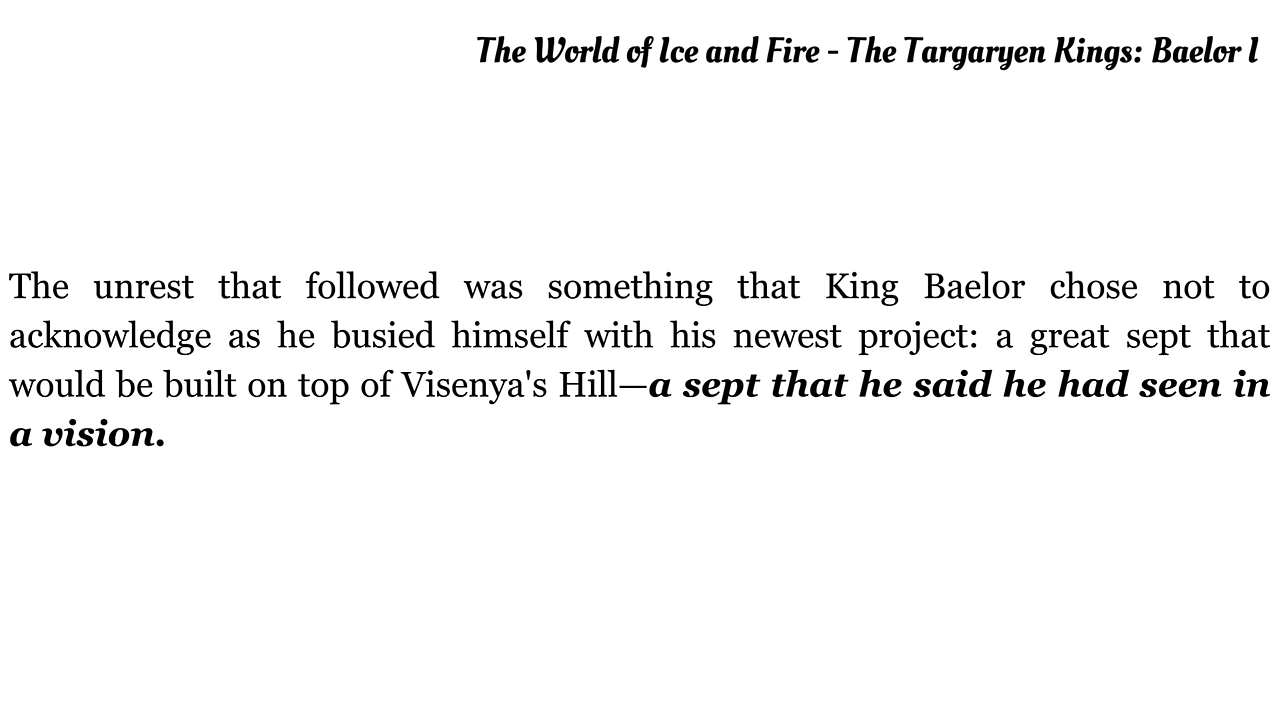 The World of Ice and Fire - The Targaryen Kings: Baelor I
The unrest that followed was something that King Baelor chose not to
acknowledge as he busied himself with his newest project: a great sept that
would be built on top of Visenya's Hill—a sept that he said he had seen in
a vision.